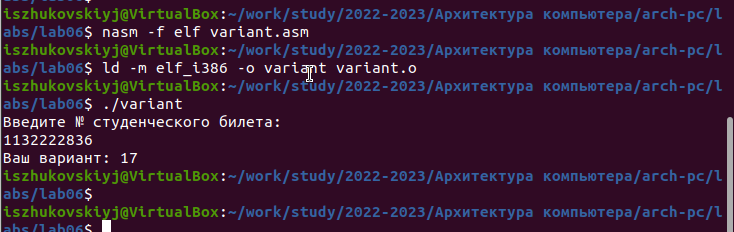 abs/lab06$
iszhukovskiyj@VirtualBox:~/work/study/2022-2023/Архитектура компьютера/arch-pc/l
abs/lab06$ nasm -f elf variant.asm
iszhukovskiyj@VirtualBox:~/work/study/2022-2023/Архитектура компьютера/arch-pc/l
abs/lab06$ ld -m elf_i386 -o variant variant.o
iszhukovskiyj@VirtualBox:~/work/study/2022-2023/Архитектура компьютера/arch-pc/l
abs/lab06$ ./variant
Введите № студенческого билета:
1132222836
Ваш вариант: 17
iszhukovskiyj@VirtualBox:~/work/study/2022-2023/Архитектура компьютера/arch-pc/l
abs/lab06$
iszhukovskiyj@VirtualBox:~/work/study/2022-2023/Архитектура компьютера/arch-pc/l
abs/lab06$